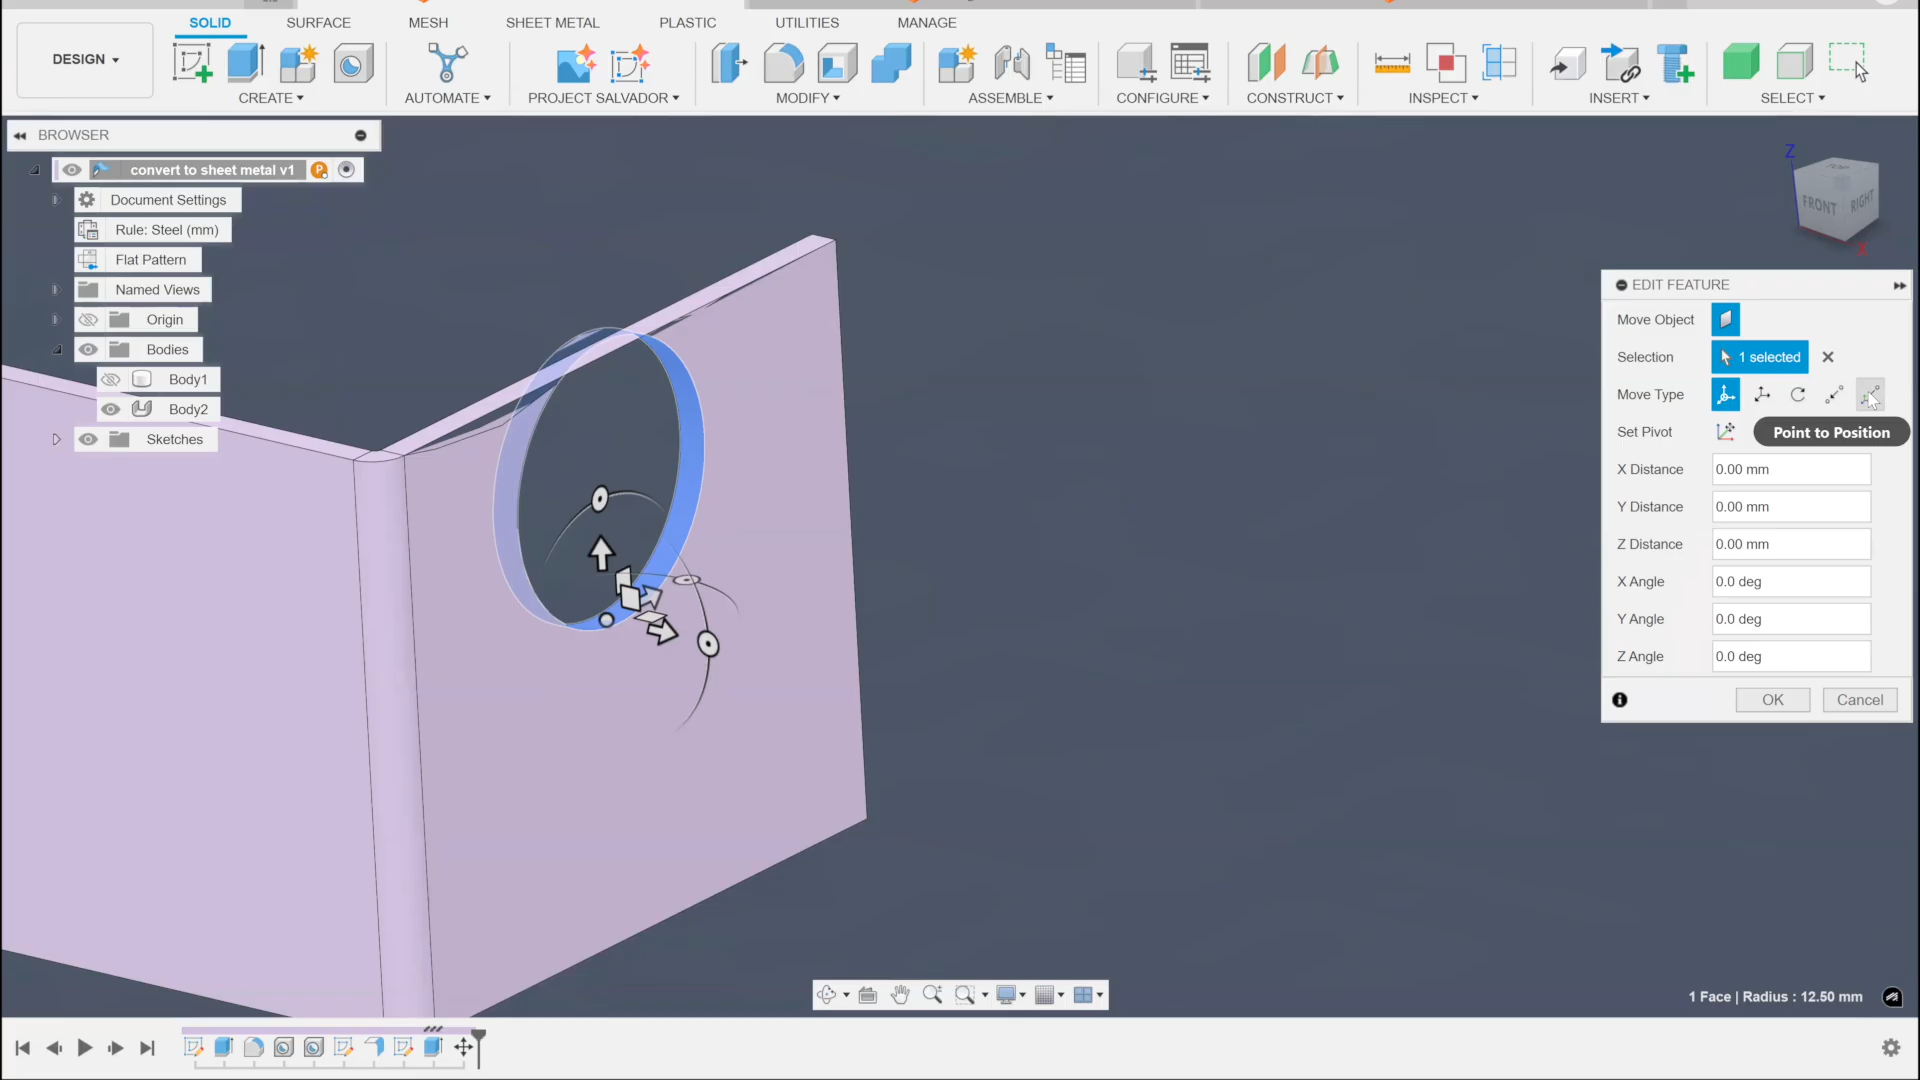 SOLID SURFACE MESH SHEET METAL PLASTIC UTILITIES MANAGE
DESIGN
CREATE AUTOMATE PROJECT SALVADOR MODIFY ASSEMBLE CONFIGURE CONSTRUCT INSPECT INSERT SELECT
BROWSER
convert to sheet metal v1
P
Document Settings
Rule: Steel (mm)
Flat Pattern
Named Views
Origin
Bodies
Body1
Body2
Sketches
Z
TOP
FRONT RIGHT
X
EDIT FEATURE
Move Object
Selection 1 selected
Move Type
Set Pivot Point to Position
X Distance 0.00 mm
Y Distance 0.00 mm
Z Distance 0.00 mm
X Angle 0.0 deg
Y Angle 0.0 deg
Z Angle 0.0 deg
OK Cancel
1 Face | Radius : 12.50 mm